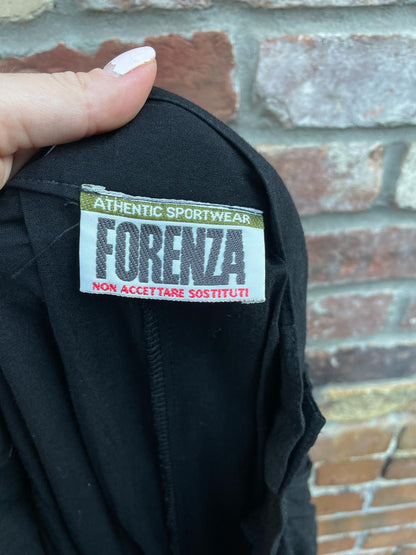 ATHENTIC SPORTWEAR
FORENZA
NON ACCETTARE SOSTITUTI